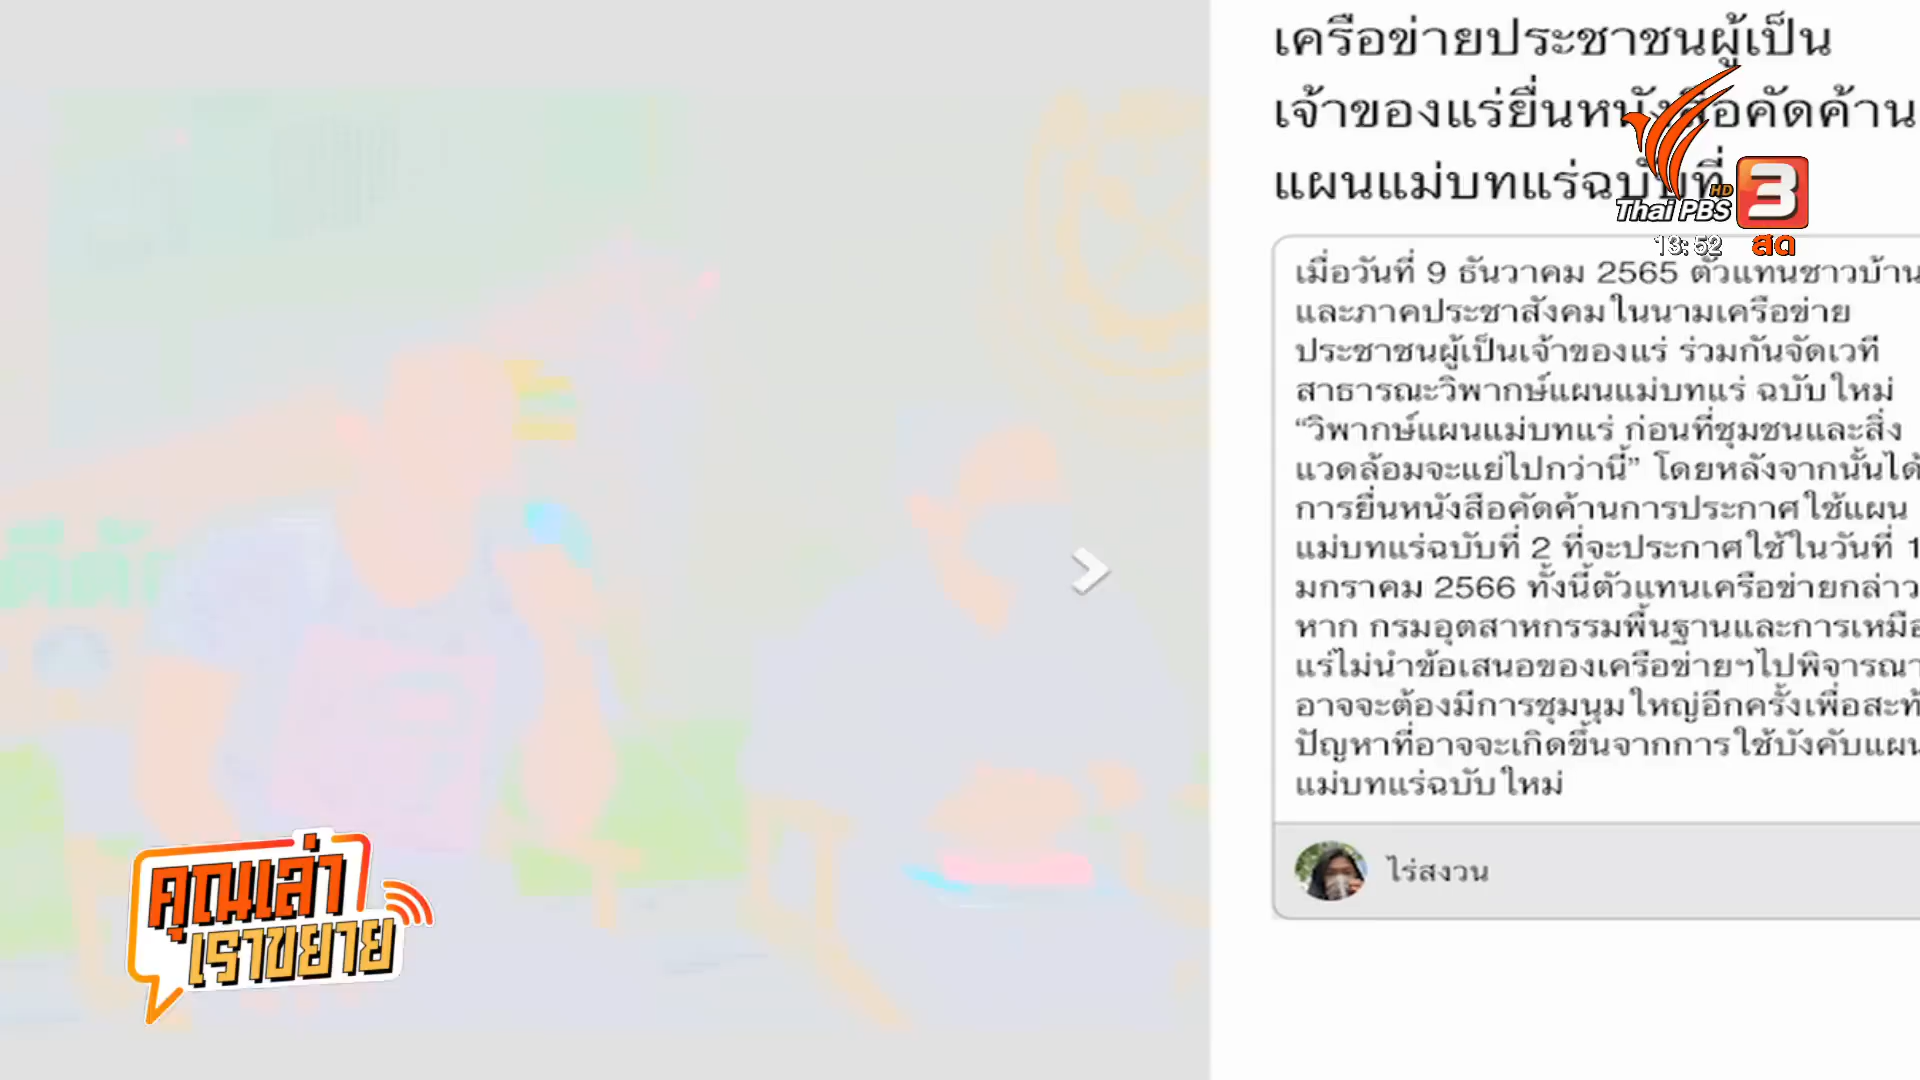 เครือข่ายประชาชนผู้เป็น
เจ้าของแร่ยื่นหนังสือคัดค้าน
แผนแม่บทแร่ฉบับที่
HD
Thai PBS 3
13:52 สด
เมื่อวันที่ 9 ธันวาคม 2565 ตัวแทนชาวบ้าน
และภาคประชาสังคมในนามเครือข่าย
ประชาชนผู้เป็นเจ้าของแร่ ร่วมกันจัดเวที
สาธารณะวิพากษ์แผนแม่บทแร่ ฉบับใหม่
“วิพากษ์แผนแม่บทแร่ ก่อนที่ชุมชนและสิ่ง
แวดล้อมจะแย่ไปกว่านี้” โดยหลังจากนั้นได้
การยื่นหนังสือคัดค้านการประกาศใช้แผน
แม่บทแร่ฉบับที่ 2 ที่จะประกาศใช้ในวันที่ 1
มกราคม 2566 ทั้งนี้ตัวแทนเครือข่ายกล่าว
หาก กรมอุตสาหกรรมพื้นฐานและการเหมือ
แร่ไม่นำข้อเสนอของเครือข่ายฯไปพิจารณา
อาจจะต้องมีการชุมนุมใหญ่อีกครั้งเพื่อสะท้
ปัญหาที่อาจจะเกิดขึ้นจากการใช้บังคับแผน
แม่บทแร่ฉบับใหม่
ไร่สงวน
คุณเล่า
เราขยาย